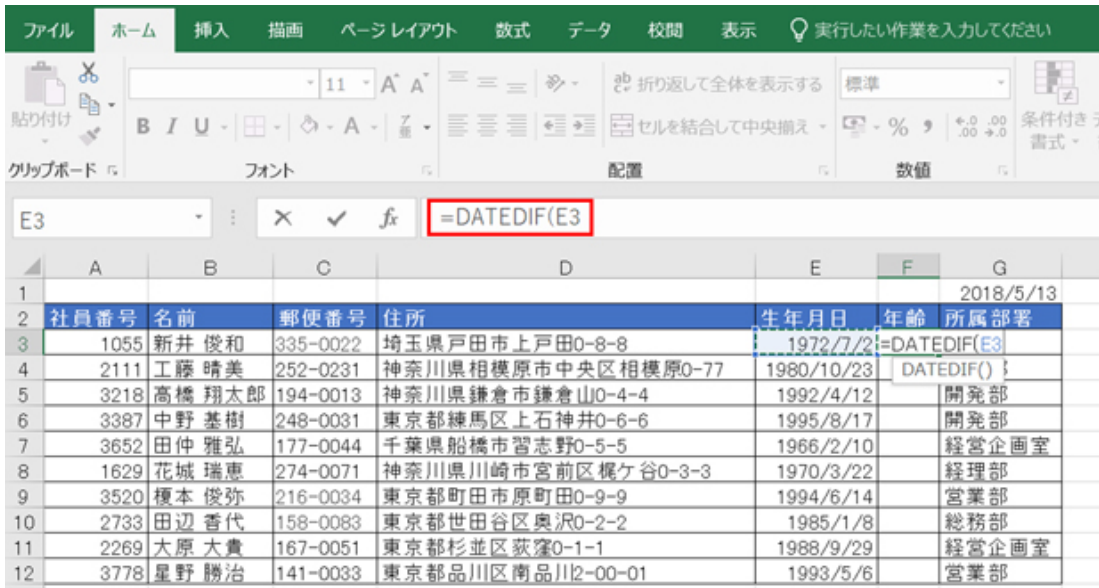 ファイル ホーム 挿入 描画 ページ レイアウト 数式 データ 校閲 表示 実行したい作業を入力してください
11 A A ab 折り返して全体を表示する 標準
貼り付け B I U A セルを結合して中央揃え % 条件付き
書式
クリップボード フォント 配置 数値
E3 fx =DATEDIF(E3
A B C D E F G
1 2018/5/13
2 社員番号 名前 郵便番号 住所 生年月日 年齢 所属部署
3 1055 新井 俊和 335-0022 埼玉県戸田市上戸田0-8-8 1972/7/2 =DATEDIF(E3
4 2111 工藤 晴美 252-0231 神奈川県相模原市中央区相模原0-77 1980/10/23 DATEDIF()
5 3218 高橋 翔太郎 194-0013 神奈川県鎌倉市鎌倉山0-4-4 1992/4/12 開発部
6 3387 中野 基樹 248-0031 東京都練馬区上石神井0-6-6 1995/8/17 開発部
7 3652 田仲 雅弘 177-0044 千葉県船橋市習志野0-5-5 1966/2/10 経営企画室
8 1629 花城 瑞恵 274-0071 神奈川県川崎市宮前区梶ケ谷0-3-3 1970/3/22 経理部
9 3520 榎本 俊弥 216-0034 東京都町田市原町田0-9-9 1994/6/14 営業部
10 2733 田辺 香代 158-0083 東京都世田谷区奥沢0-2-2 1985/1/8 総務部
11 2269 大原 大貴 167-0051 東京都杉並区荻窪0-1-1 1988/9/29 経営企画室
12 3778 星野 勝治 141-0033 東京都品川区南品川2-00-01 1993/5/6 営業部